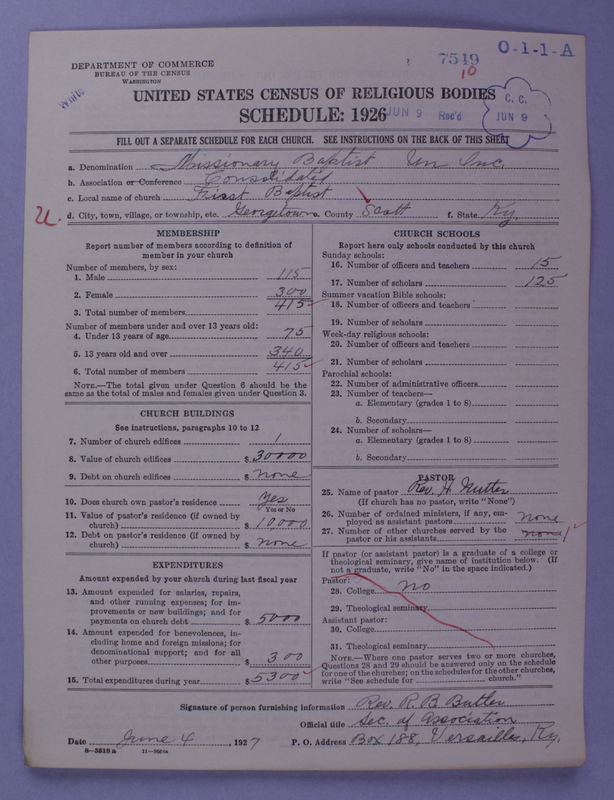 DEPARTMENT OF COMMERCE
BUREAU OF THE CENSUS
WASHINGTON
7519
10
O-1-1-A
White
UNITED STATES CENSUS OF RELIGIOUS BODIES
SCHEDULE: 1926
JUN 9 Rec'd
C. C.
JUN 9
FILL OUT A SEPARATE SCHEDULE FOR EACH CHURCH. SEE INSTRUCTIONS ON THE BACK OF THIS SHEET
a. Denomination Missionary Baptist Un Inc.
b. Association or Conference Consolidated
c. Local name of church First Baptist
U. d. City, town, village, or township, etc. Georgetown e. County Scott f. State Ky.
MEMBERSHIP
Report number of members according to definition of member in your church
Number of members, by sex:
1. Male 115
2. Female 300
3. Total number of members 415
Number of members under and over 13 years old:
4. Under 13 years of age 75
5. 13 years old and over 340
6. Total number of members 415
NOTE.—The total given under Question 6 should be the
same as the total of males and females given under Question 3.
CHURCH BUILDINGS
See instructions, paragraphs 10 to 12
7. Number of church edifices 1
8. Value of church edifices $ 30000
9. Debt on church edifices $ none
10. Does church own pastor's residence Yes
Yes or No
11. Value of pastor's residence (if owned by
church) $ 10,000
12. Debt on pastor's residence (if owned by
church) $ none
EXPENDITURES
Amount expended by your church during last fiscal year
13. Amount expended for salaries, repairs,
and other running expenses; for im-
provements or new buildings; and for
payments on church debt $ 5000
14. Amount expended for benevolences, in-
cluding home and foreign missions; for
denominational support; and for all
other purposes $ 300
15. Total expenditures during year $ 5300
CHURCH SCHOOLS
Report here only schools conducted by this church
Sunday schools:
16. Number of officers and teachers 15
17. Number of scholars 125
Summer vacation Bible schools:
18. Number of officers and teachers
19. Number of scholars
Week-day religious schools:
20. Number of officers and teachers
21. Number of scholars
Parochial schools:
22. Number of administrative officers
23. Number of teachers—
a. Elementary (grades 1 to 8)
b. Secondary
24. Number of scholars—
a. Elementary (grades 1 to 8)
b. Secondary
PASTOR
25. Name of pastor Rev. H.
(If church has no pastor, write "None")
26. Number of ordained ministers, if any, em-
ployed as assistant pastors none
27. Number of other churches served by the
pastor or his assistants none 1
If pastor (or assistant pastor) is a graduate of a college or
theological seminary, give name of institution below. (If
not a graduate, write "No" in the space indicated.)
Pastor:
28. College No
29. Theological seminary
Assistant pastor:
30. College
31. Theological seminary
NOTE.—Where one pastor serves two or more churches,
Questions 28 and 29 should be answered only on the schedule
for one of the churches; on the schedules for the other churches,
write "See schedule for church."
Signature of person furnishing information Rev. R. B. Butler
Official title Sec. of Association
Date June 4, 1927 P. O. Address Box 188, Versailles, Ky.
8-5518 a